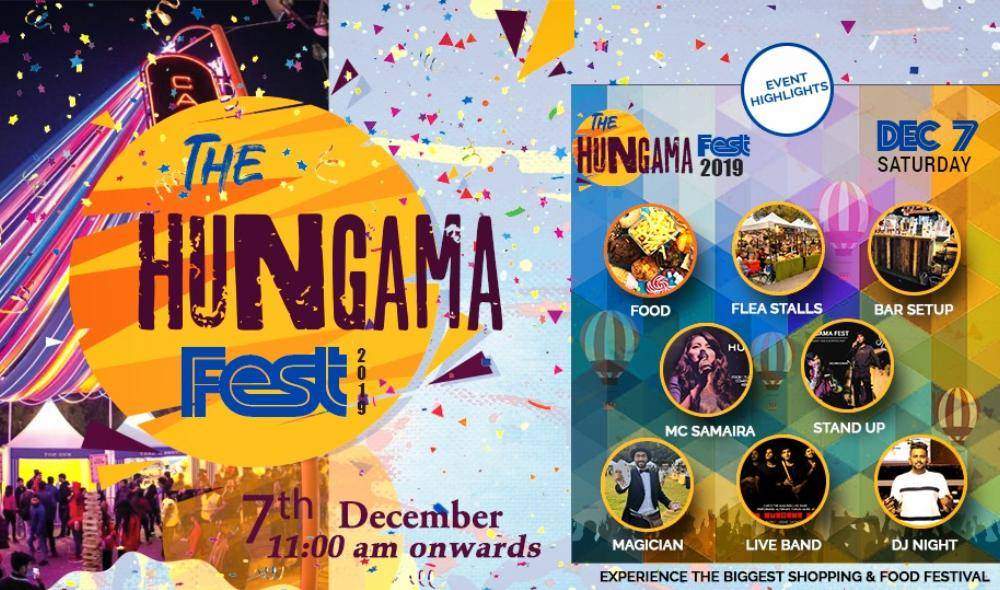 THE
HUNGAMA
Fest
2019
7th December
11:00 am onwards
EVENT
HIGHLIGHTS
THE
HUNGAMA Fest
2019
DEC 7
SATURDAY
FOOD
FLEA STALLS
BAR SETUP
MC SAMAIRA
STAND UP
MAGICIAN
LIVE BAND
DJ NIGHT
EXPERIENCE THE BIGGEST SHOPPING & FOOD FESTIVAL